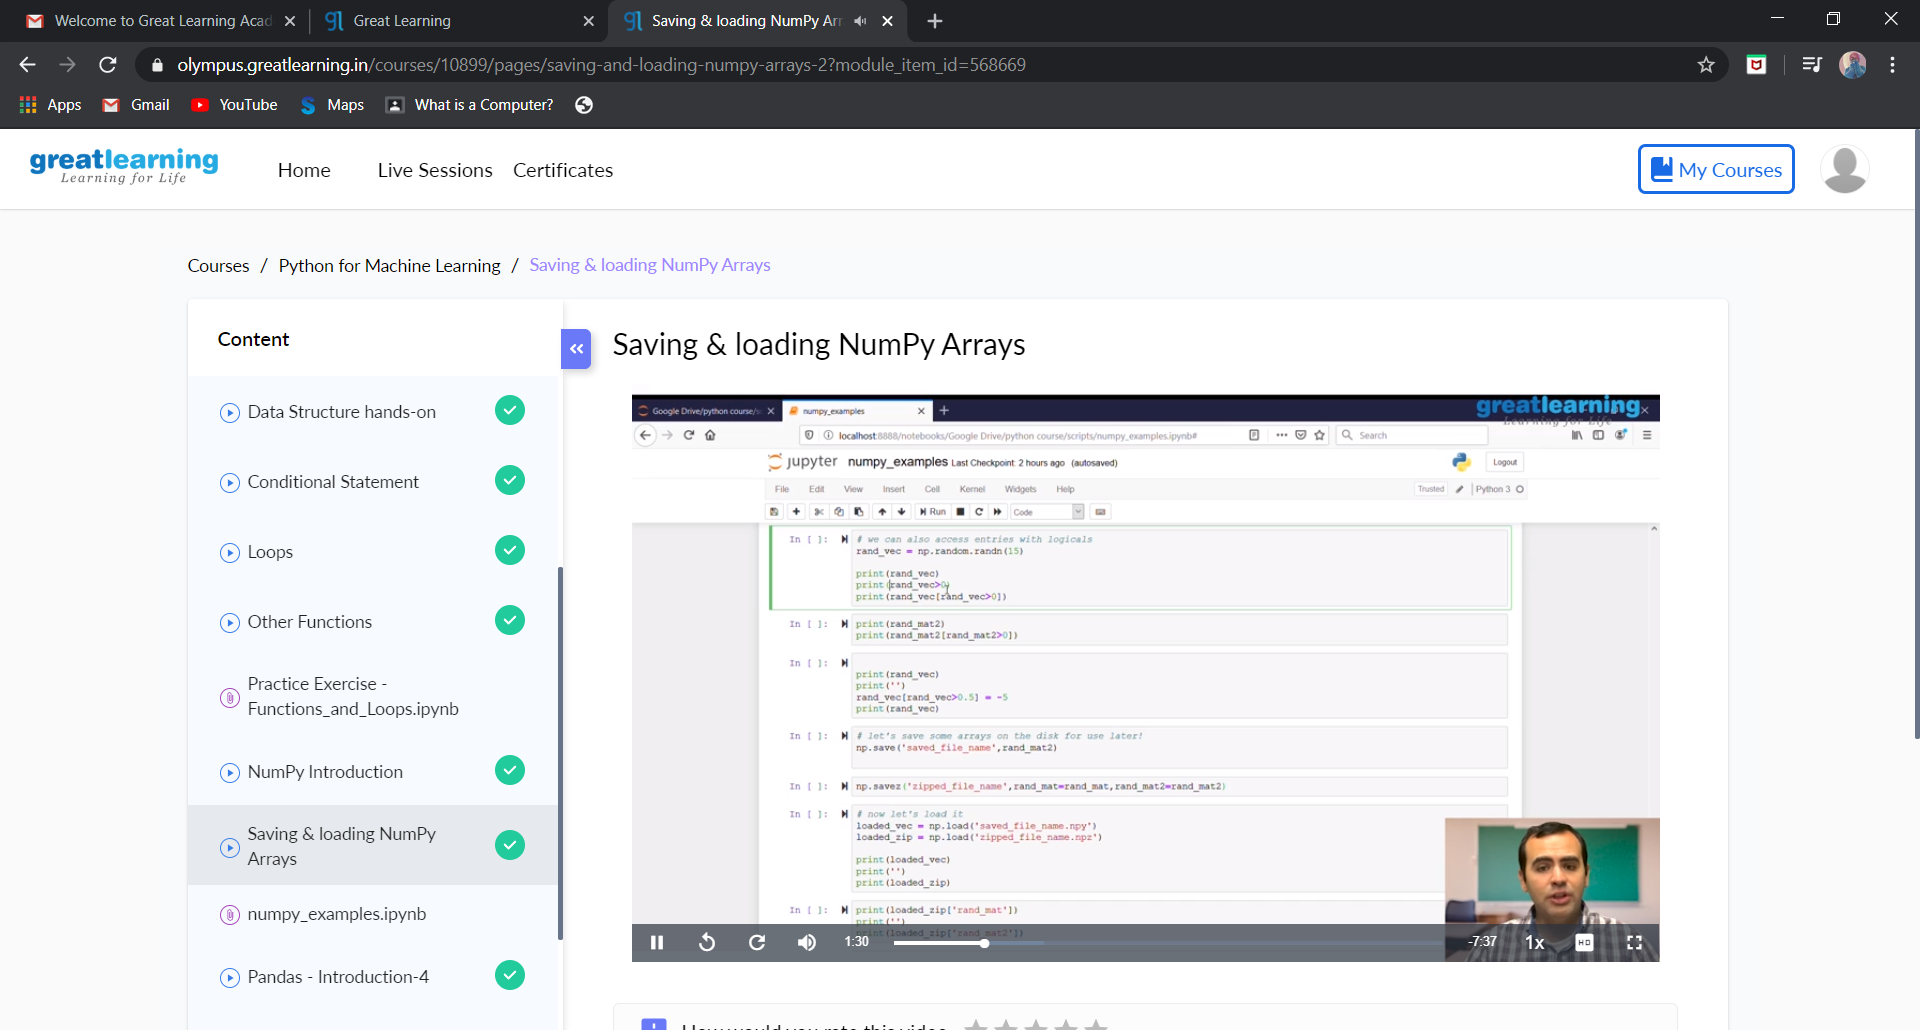 Welcome to Great Learning Acad
Great Learning
Saving & loading NumPy Arr
olympus.greatlearning.in/courses/10899/pages/saving-and-loading-numpy-arrays-2?module_item_id=568669
Apps Gmail YouTube Maps What is a Computer?
greatlearning
Learning for Life
Home Live Sessions Certificates
My Courses
Courses / Python for Machine Learning / Saving & loading NumPy Arrays
Content
Data Structure hands-on
Conditional Statement
Loops
Other Functions
Practice Exercise -
Functions_and_Loops.ipynb
NumPy Introduction
Saving & loading NumPy
Arrays
numpy_examples.ipynb
Pandas - Introduction-4
Saving & loading NumPy Arrays
Google Drive/python course/s
numpy_examples
greatlearning
Learning for Life
localhost:8888/notebooks/Google Drive/python course/scripts/numpy_examples.ipynb#
Search
jupyter numpy_examples Last Checkpoint: 2 hours ago (autosaved)
Logout
File Edit View Insert Cell Kernel Widgets Help
Trusted Python 3
Run Code
In [ ]: # we can also access entries with logicals
rand_vec = np.random.randn(15)
print(rand_vec)
print(rand_vec>0)
print(rand_vec[rand_vec>0])
In [ ]: print(rand_mat2)
print(rand_mat2[rand_mat2>0])
In [ ]:
print(rand_vec)
print('')
rand_vec[rand_vec>0.5] = -5
print(rand_vec)
In [ ]: # let's save some arrays on the disk for use later!
np.save('saved_file_name',rand_mat2)
In [ ]: np.savez('zipped_file_name',rand_mat=rand_mat,rand_mat2=rand_mat2)
In [ ]: # now let's load it
loaded_vec = np.load('saved_file_name.npy')
loaded_zip = np.load('zipped_file_name.npz')
print(loaded_vec)
print('')
print(loaded_zip)
In [ ]: print(loaded_zip['rand_mat'])
print('')
print(loaded_zip['rand_mat2'])
1:30
-7:37
1x
HD
How would you rate this video